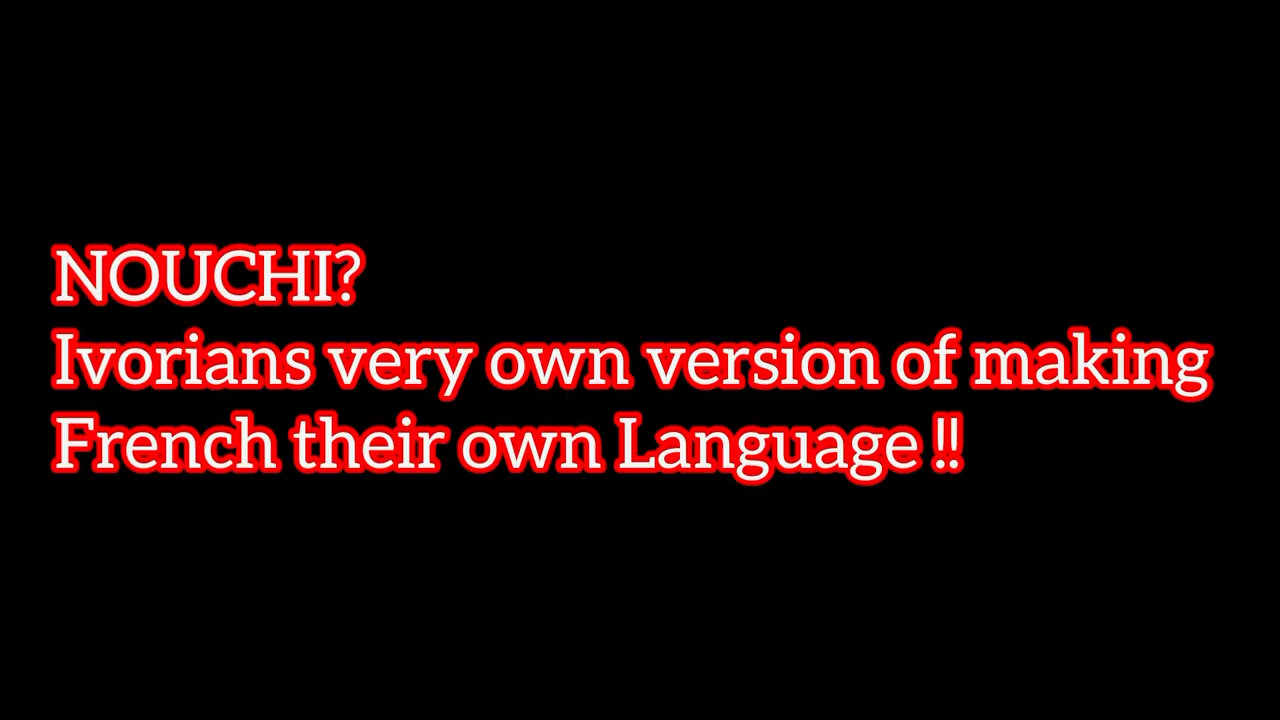 NOUCHI?
Ivorians very own version of making
French their own Language !!